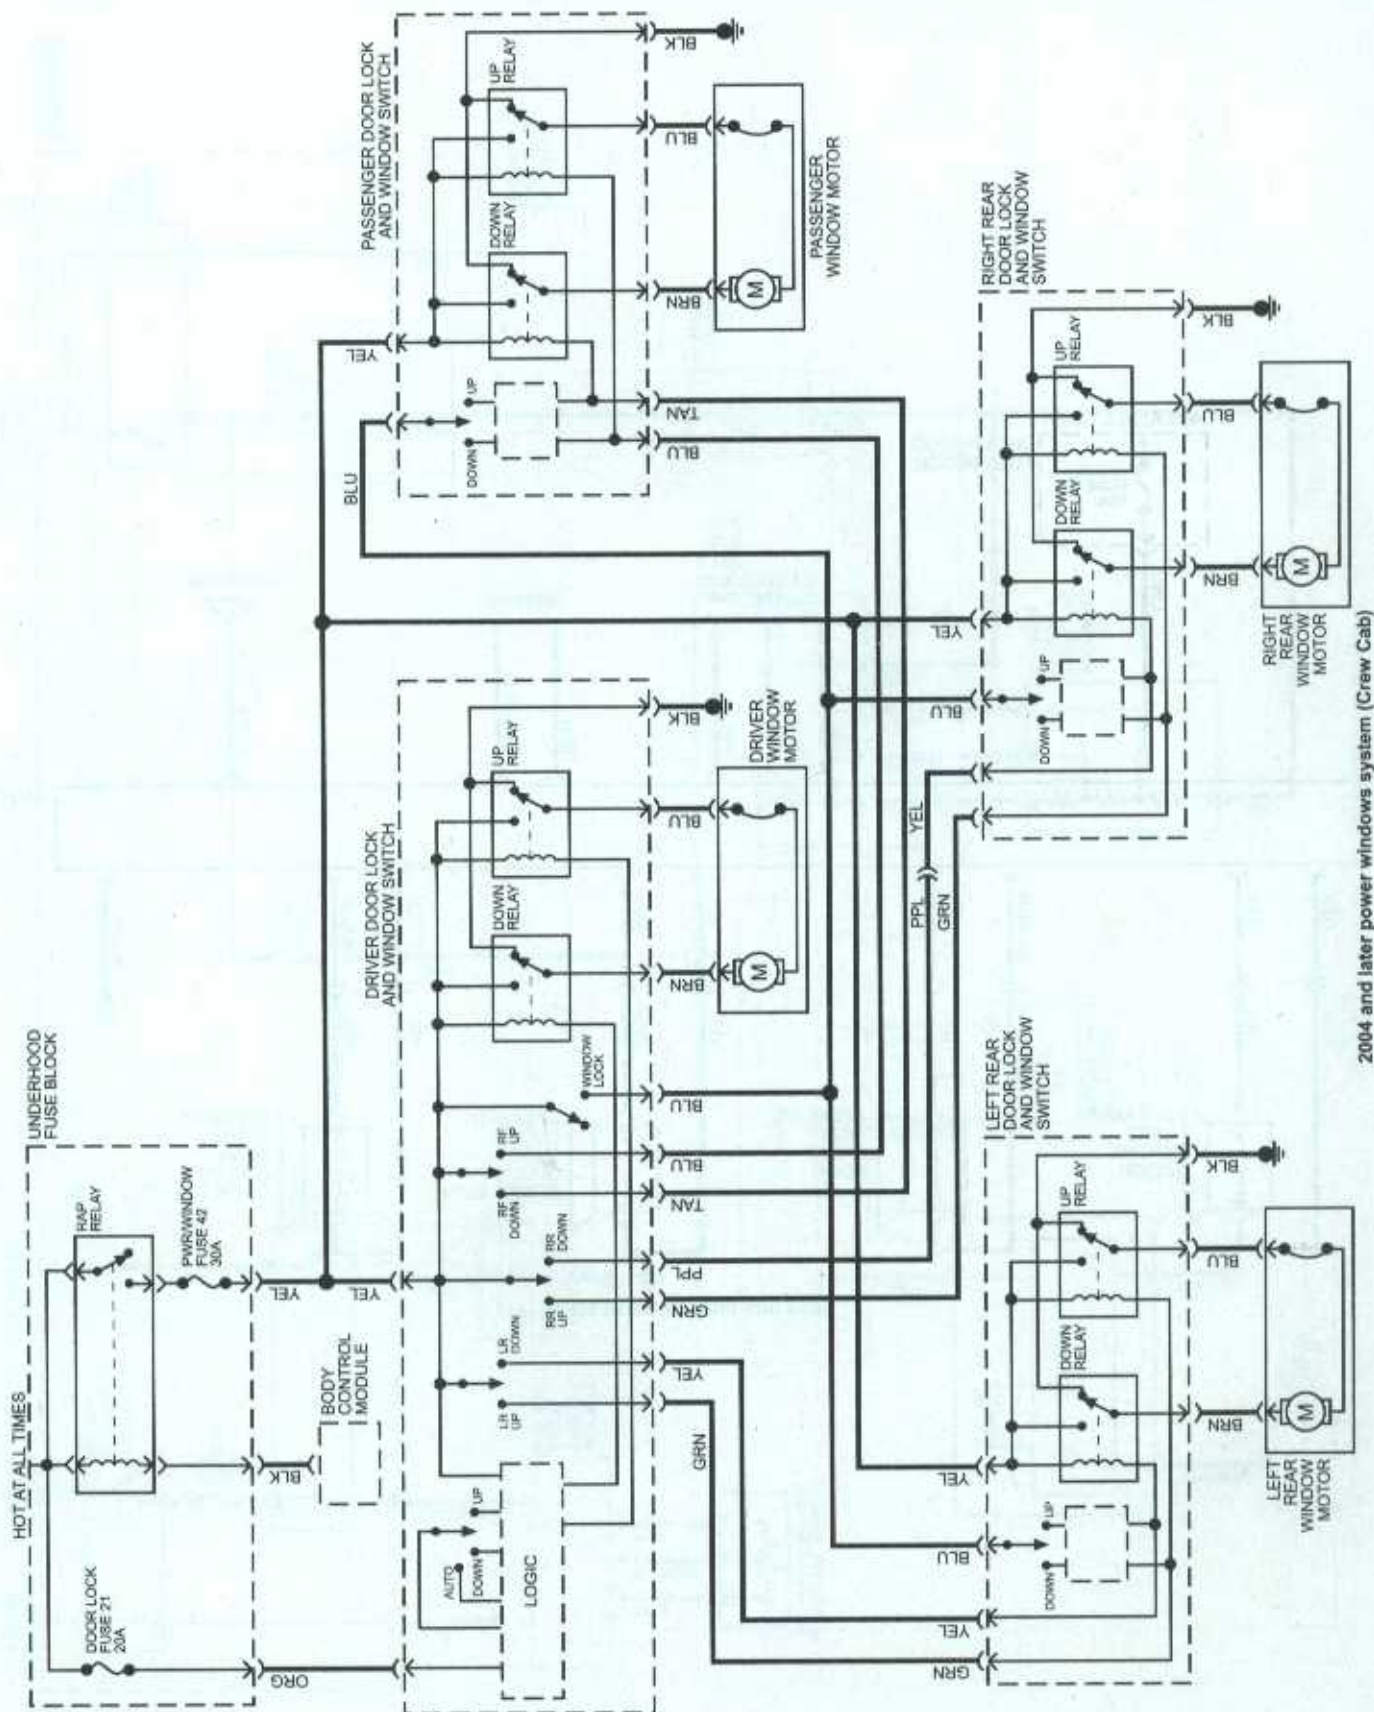 UNDERHOOD
FUSE BLOCK
HOT AT ALL TIMES
DOOR LOCK
FUSE 21
20A
RAP
RELAY
PWR/WINDOW
FUSE 42
30A
ORG
BLK
BODY
CONTROL
MODULE
YEL
YEL
DRIVER DOOR LOCK
AND WINDOW SWITCH
LOGIC
AUTO
DOWN
UP
LR
UP
LR
DOWN
RR
UP
RR
DOWN
RF
DOWN
RF
UP
WINDOW
LOCK
DOWN
RELAY
UP
RELAY
GRN
YEL
GRN
PPL
TAN
BLU
BLU
BRN
BLU
BLK
DRIVER
WINDOW
MOTOR
M
PASSENGER DOOR LOCK
AND WINDOW SWITCH
BLU
YEL
DOWN
UP
DOWN
RELAY
UP
RELAY
BLU
TAN
BRN
BLU
BLK
M
PASSENGER
WINDOW MOTOR
PPL
YEL
GRN
LEFT REAR
DOOR LOCK
AND WINDOW
SWITCH
GRN
YEL
BLU
YEL
DOWN
UP
DOWN
RELAY
UP
RELAY
BRN
BLU
BLK
LEFT
REAR
WINDOW
MOTOR
M
RIGHT REAR
DOOR LOCK
AND WINDOW
SWITCH
BLU
YEL
DOWN
UP
DOWN
RELAY
UP
RELAY
BRN
BLU
BLK
RIGHT
REAR
WINDOW
MOTOR
M
2004 and later power windows system (Crew Cab)